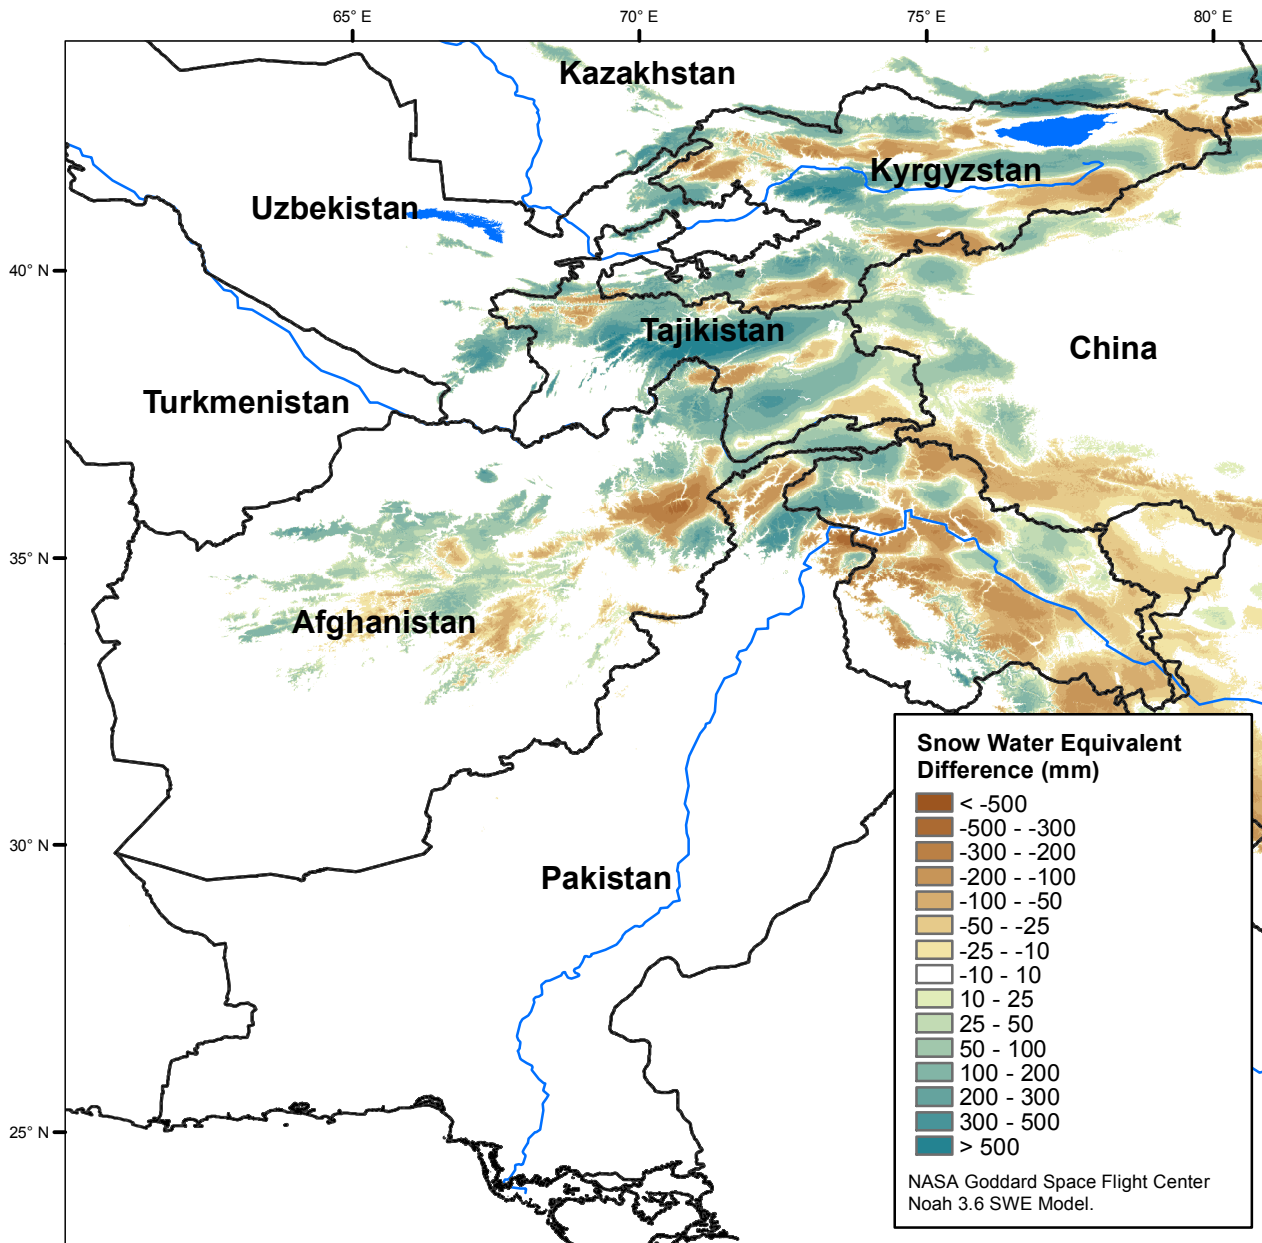 65° E
70° E
75° E
80° E
Kazakhstan
Kyrgyzstan
Uzbekistan
40° N
Tajikistan
China
Turkmenistan
35° N
Afghanistan
30° N
Pakistan
25° N
Snow Water Equivalent
Difference (mm)
< -500
-500 - -300
-300 - -200
-200 - -100
-100 - -50
-50 - -25
-25 - -10
-10 - 10
10 - 25
25 - 50
50 - 100
100 - 200
200 - 300
300 - 500
> 500
NASA Goddard Space Flight Center
Noah 3.6 SWE Model.